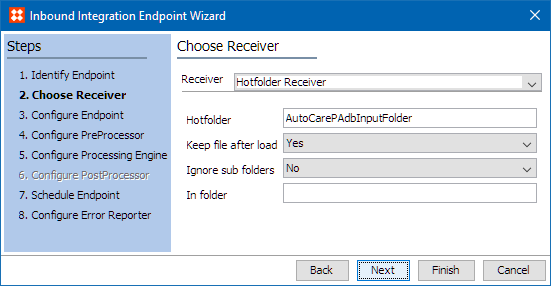 Inbound Integration Endpoint Wizard
Steps
1. Identify Endpoint
2. Choose Receiver
3. Configure Endpoint
4. Configure PreProcessor
5. Configure Processing Engine
6. Configure PostProcessor
7. Schedule Endpoint
8. Configure Error Reporter
Choose Receiver
Receiver Hotfolder Receiver
Hotfolder AutoCarePAdbInputFolder
Keep file after load Yes
Ignore sub folders No
In folder
Back Next Finish Cancel